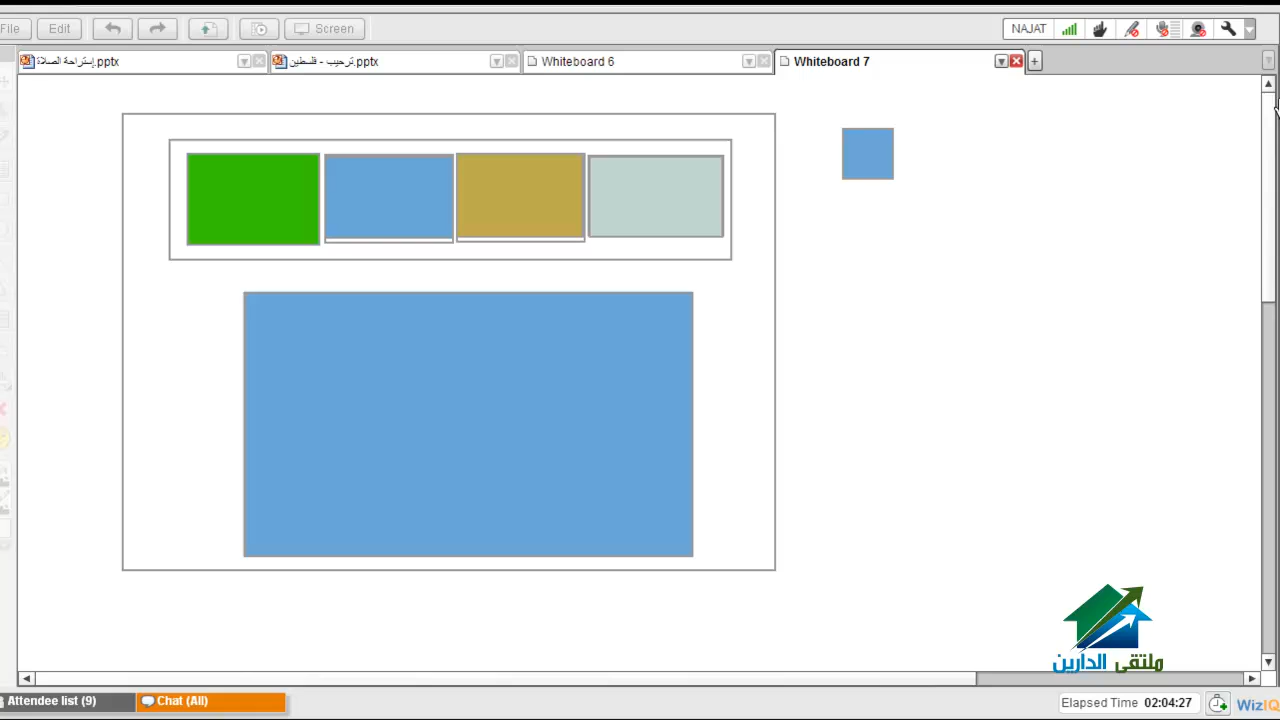 File Edit Screen NAJAT
إستراحة الصلاة.pptx
ترحيب - فلسطين.pptx
Whiteboard 6
Whiteboard 7
ملتقى الدارين
Attendee list (9)
Chat (All)
Elapsed Time 02:04:27
WizIQ